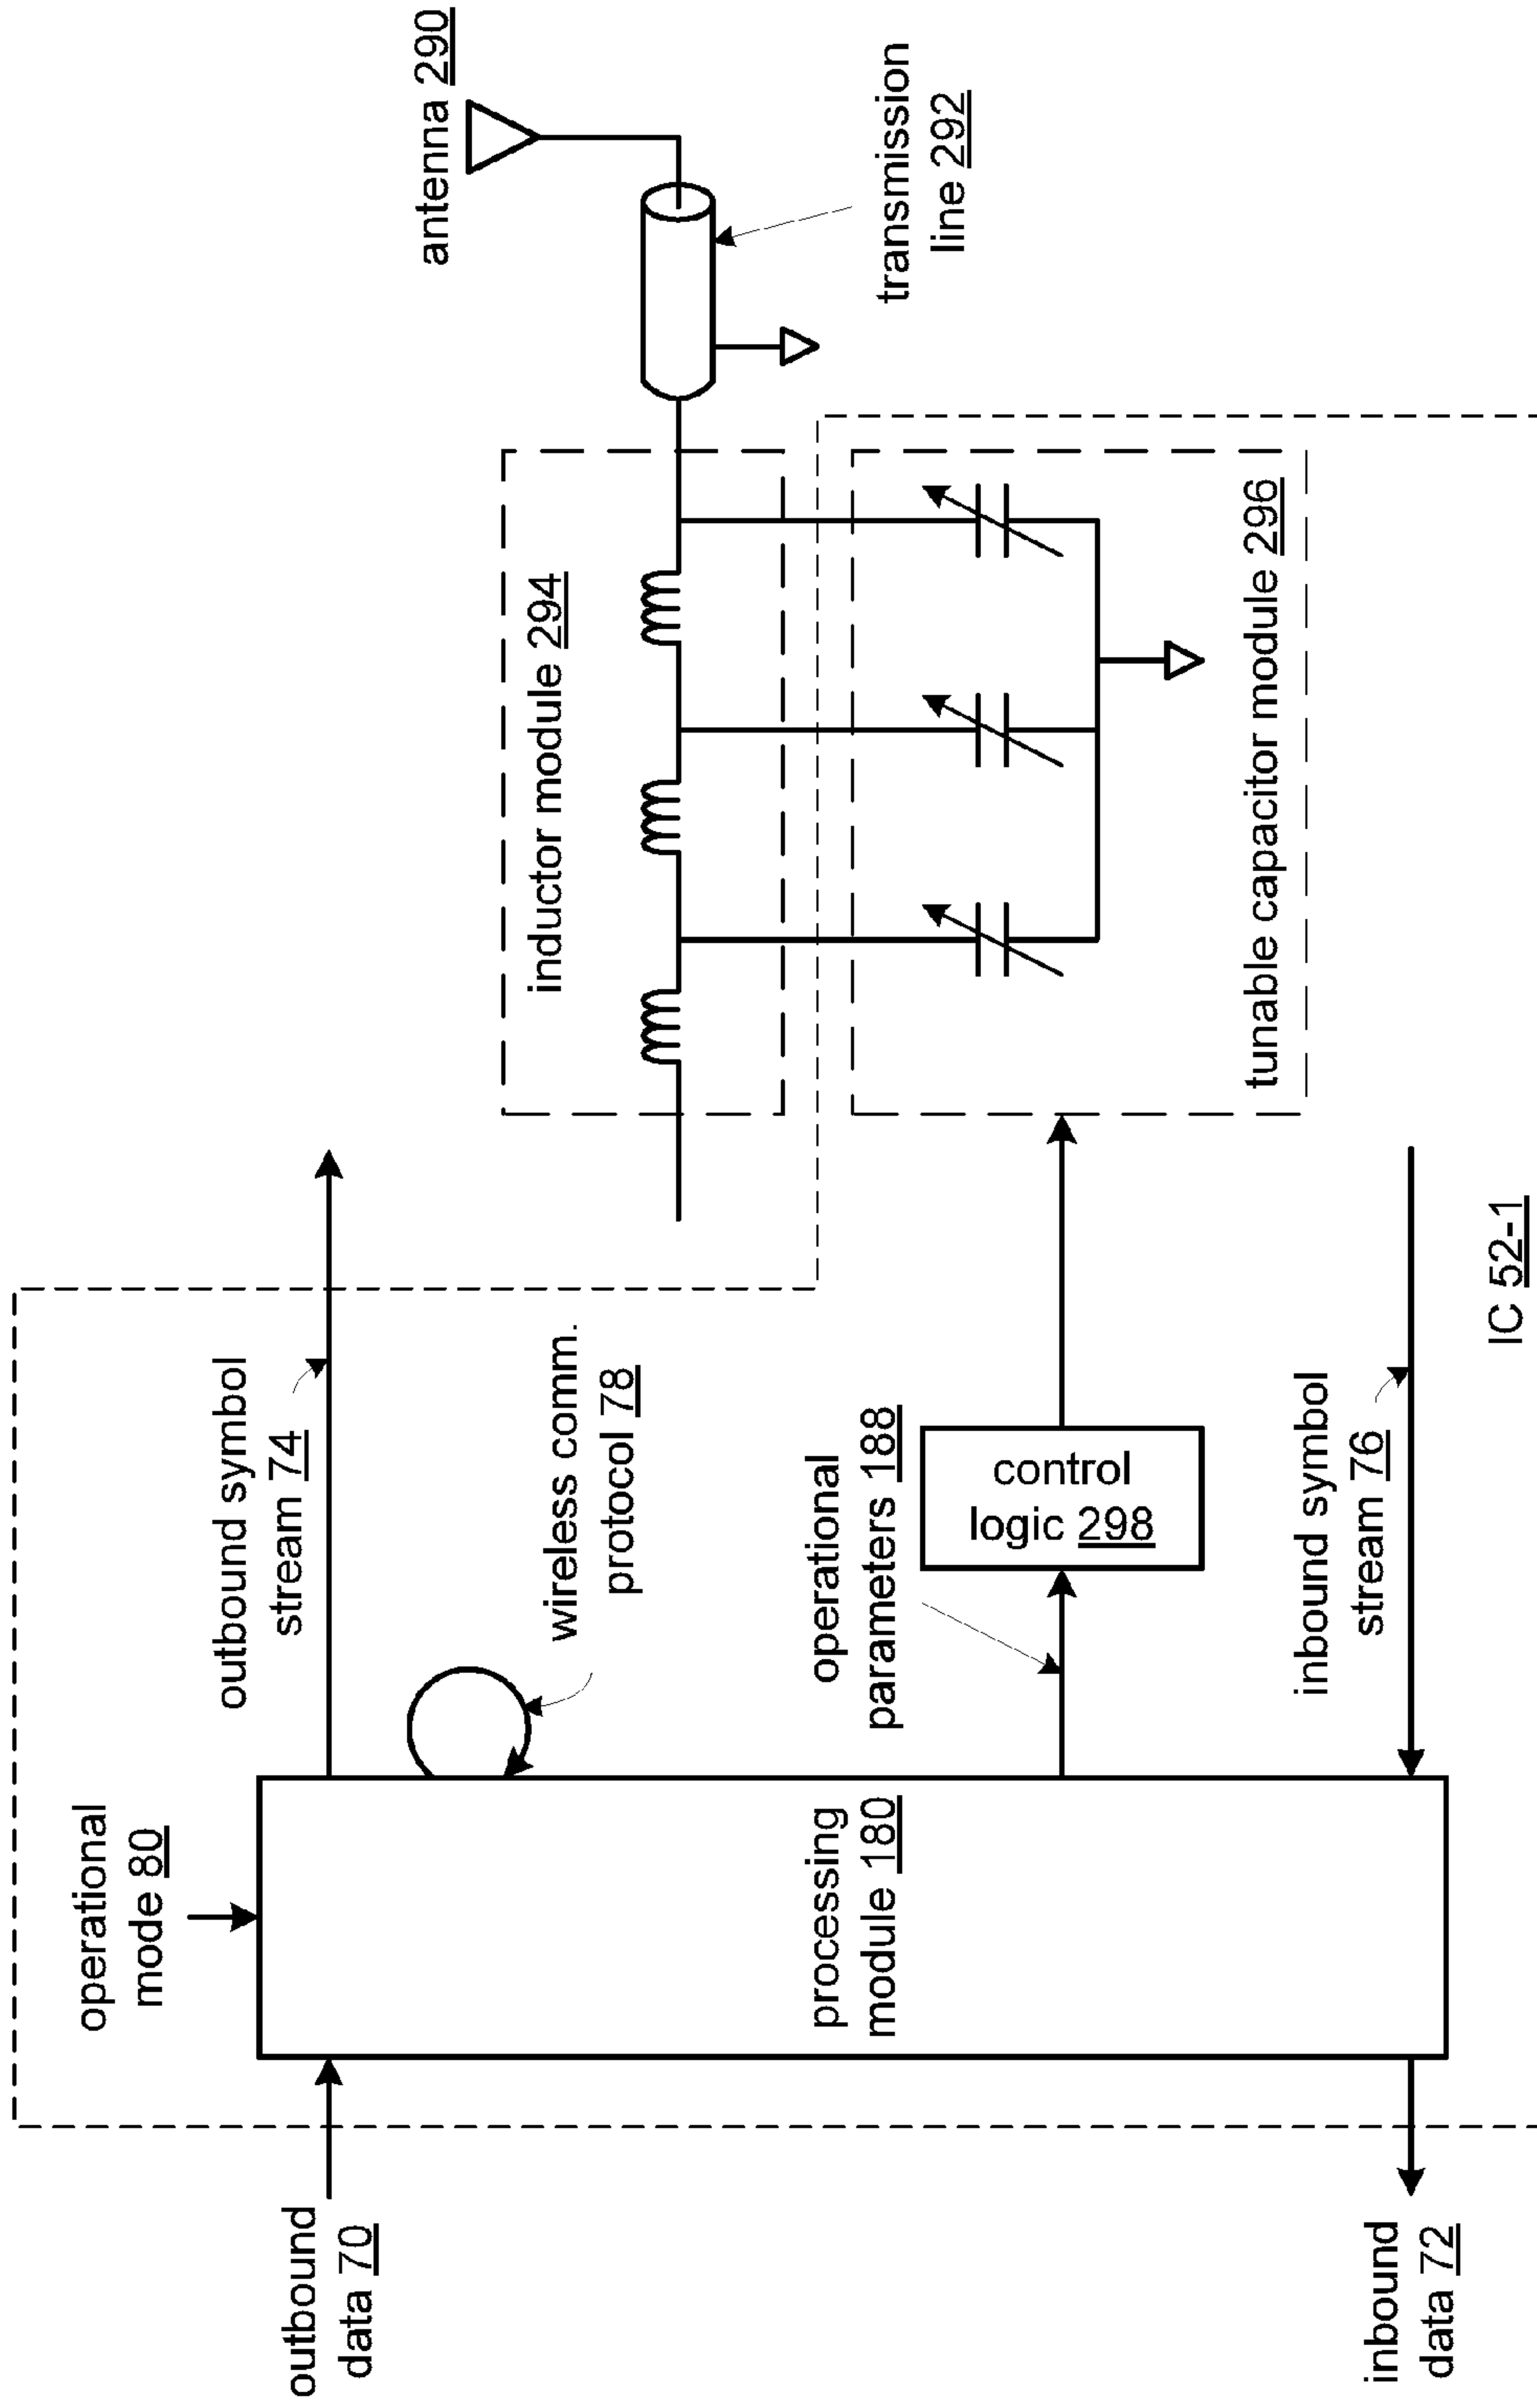 outbound
data 70
inbound
data 72
operational
mode 80
processing
module 180
outbound symbol
stream 74
wireless comm.
protocol 78
operational
parameters 188
control
logic 298
inbound symbol
stream 76
IC 52-1
inductor module 294
tunable capacitor module 296
antenna 290
transmission
line 292